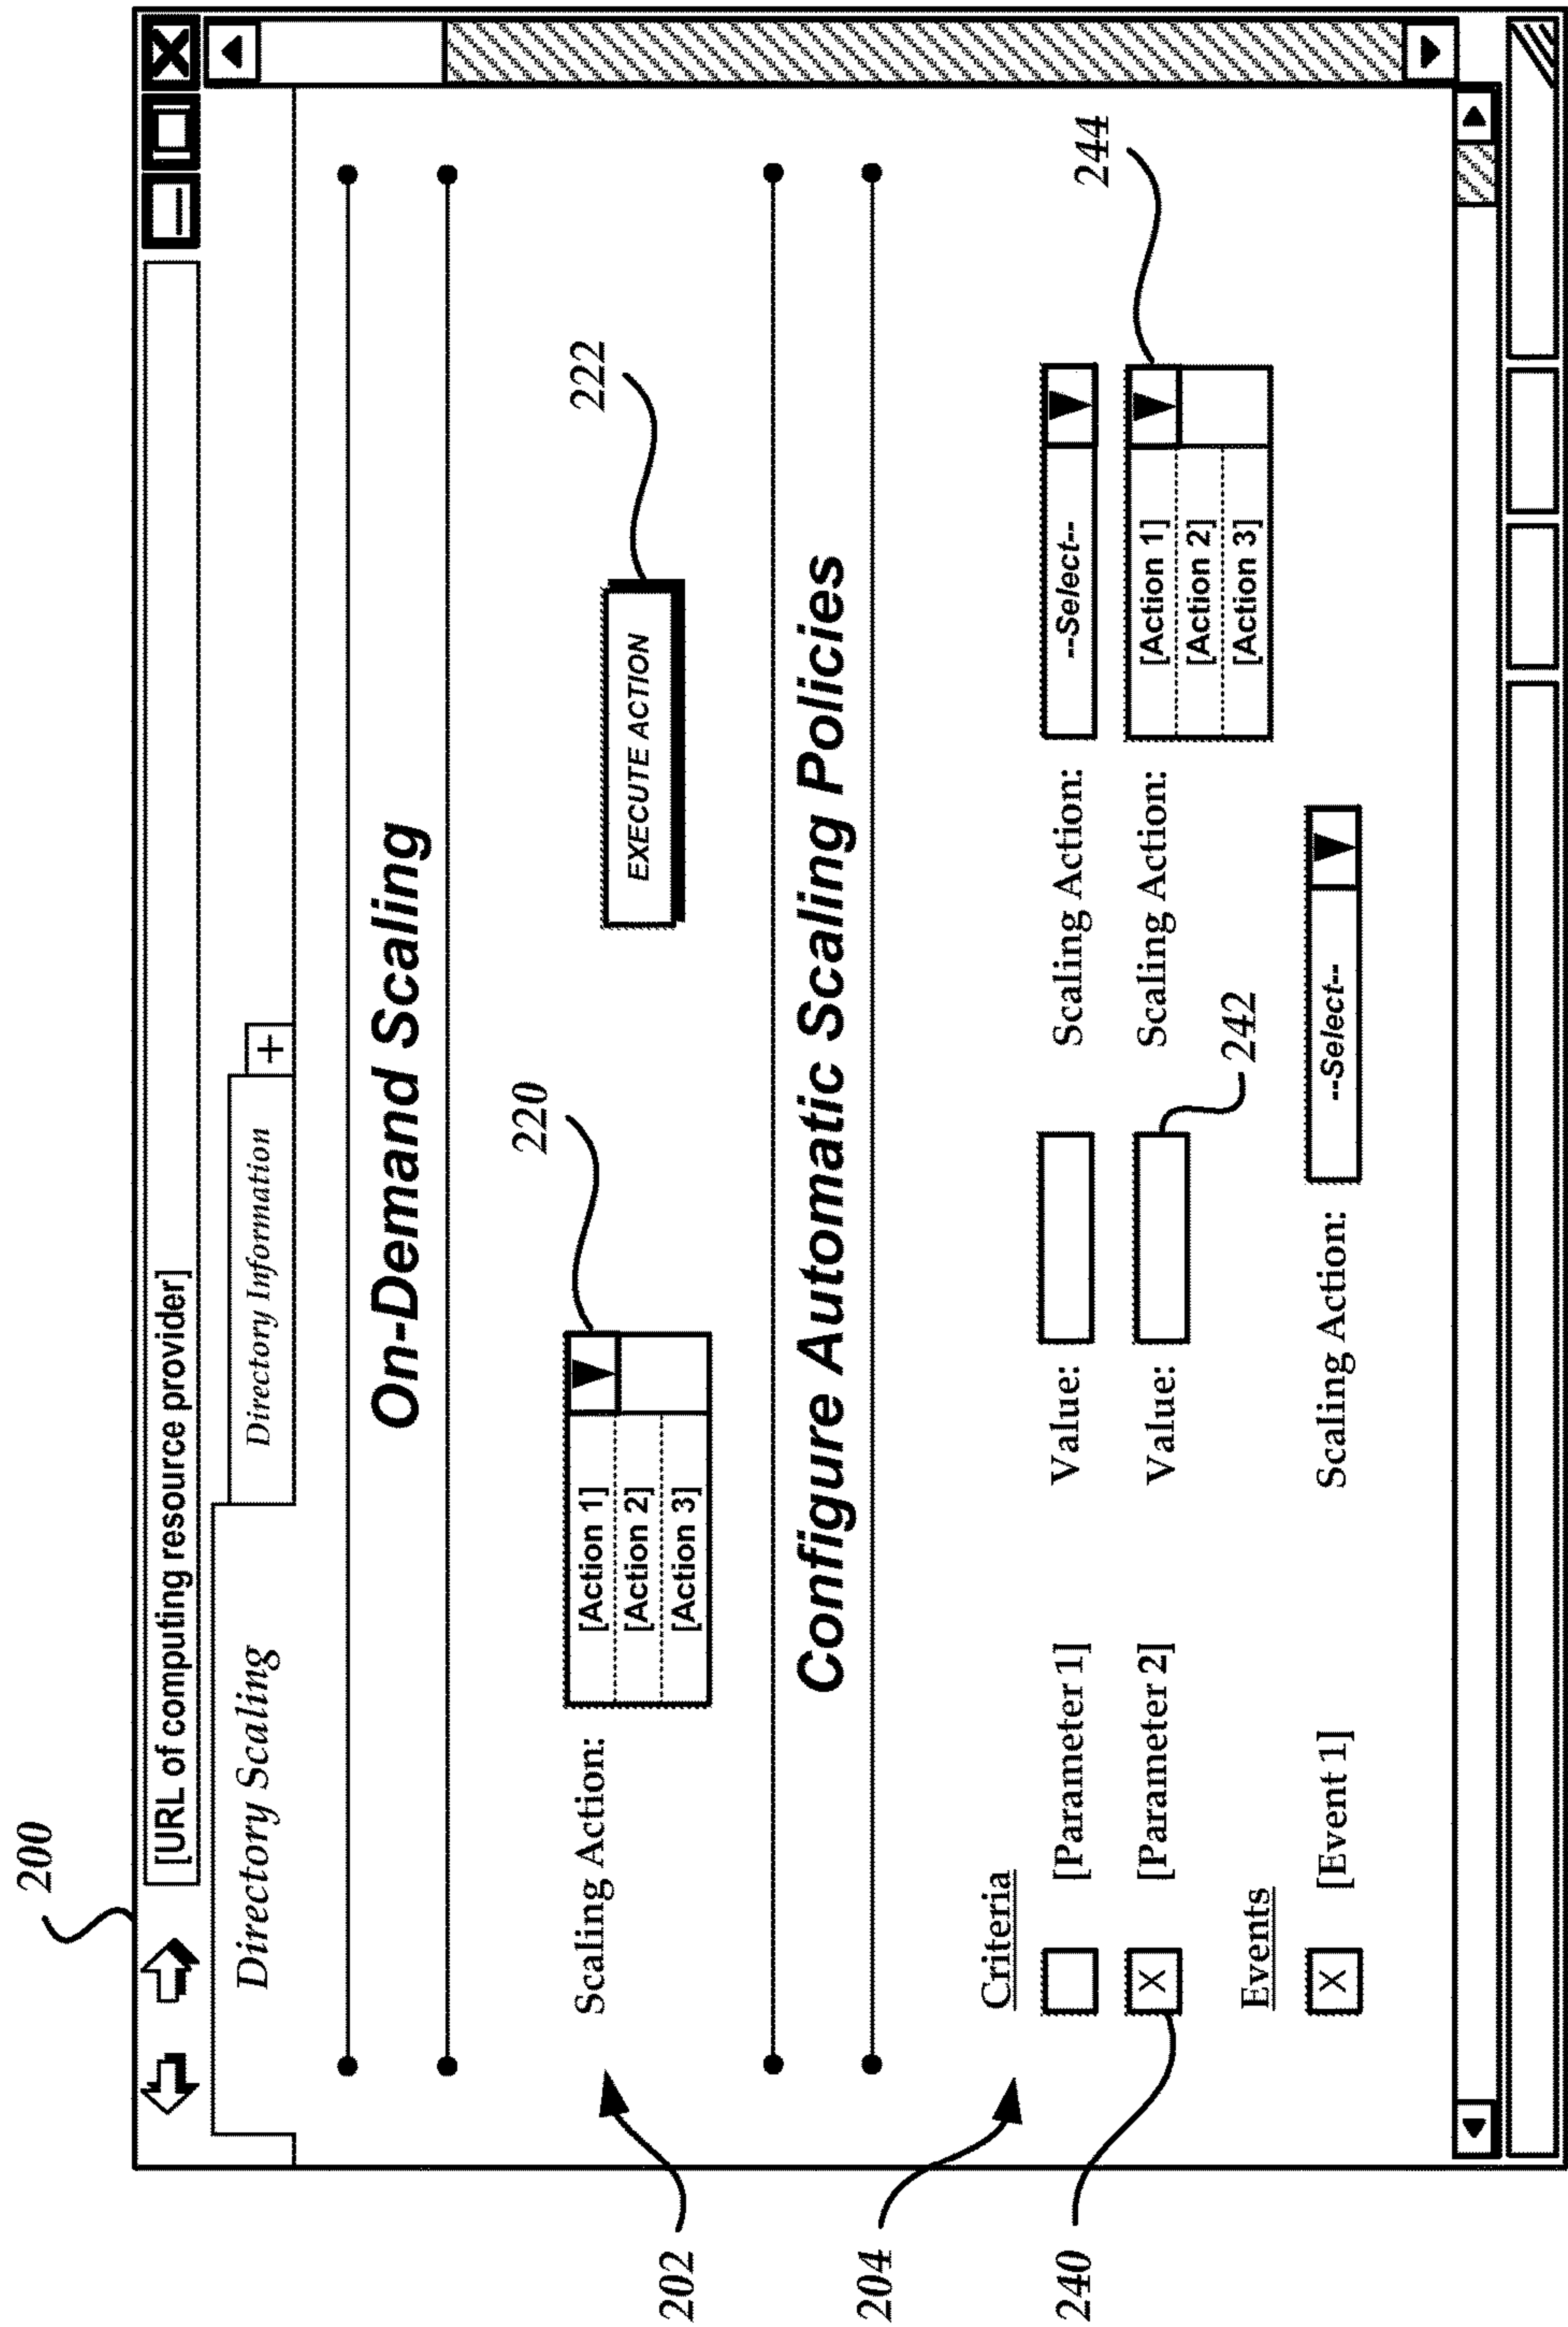 200
[URL of computing resource provider]
Directory Scaling
Directory Information
+
On-Demand Scaling
202
Scaling Action:
[Action 1]
[Action 2]
[Action 3]
220
EXECUTE ACTION
222
Configure Automatic Scaling Policies
204
Criteria
[Parameter 1] Value: Scaling Action: --Select--
240
X [Parameter 2] Value: Scaling Action: [Action 1]
[Action 2]
[Action 3]
242
244
Events
X [Event 1] Scaling Action: --Select--